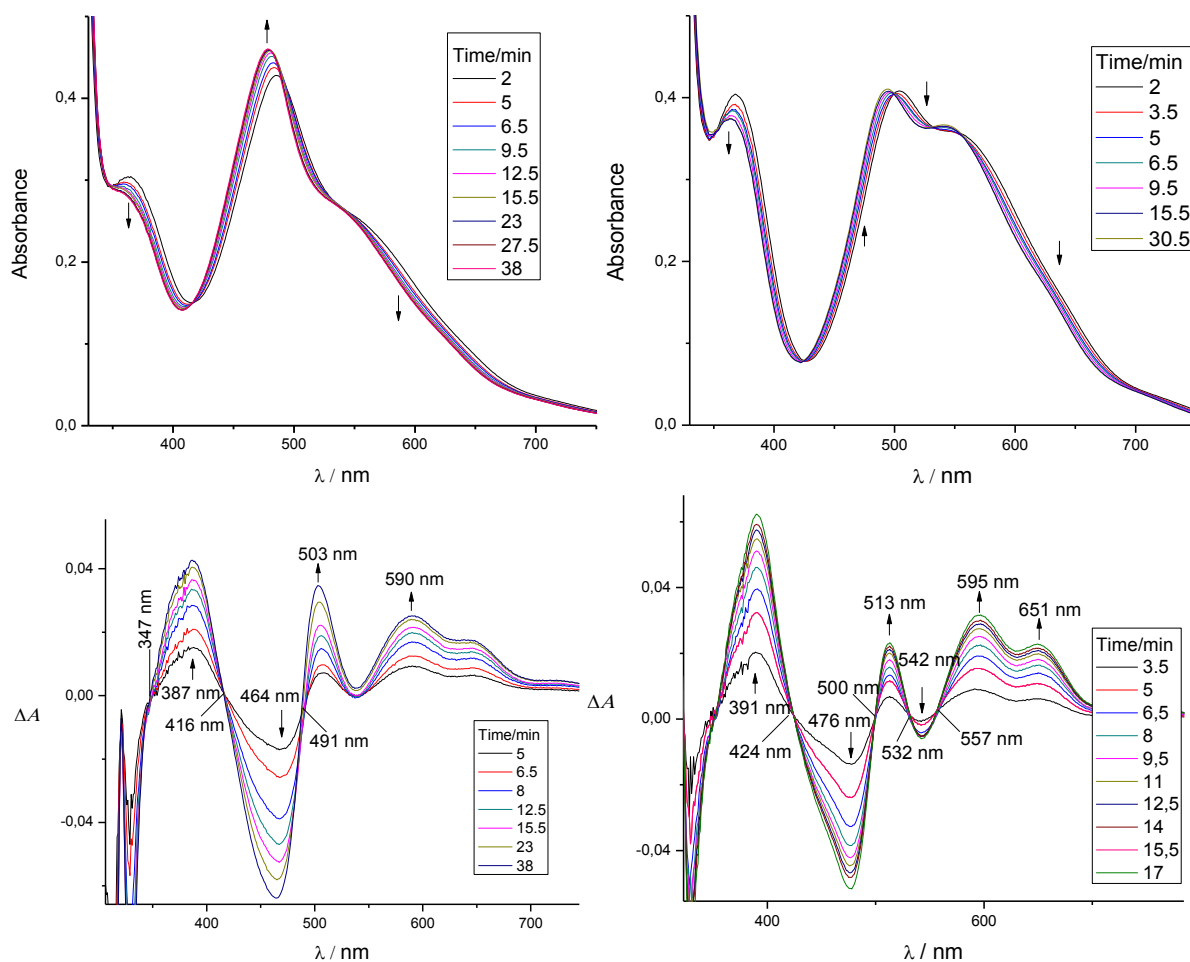 Time/min
2
5
6.5
9.5
12.5
15.5
23
27.5
38
0,4
0,2
0,0
Absorbance
400 500 600 700
λ / nm
Time/min
2
3.5
5
6.5
9.5
15.5
30.5
0,4
0,2
0,0
Absorbance
400 500 600 700
λ / nm
0,04
0,00
-0,04
ΔA
347 nm
387 nm
416 nm
464 nm
503 nm
491 nm
590 nm
Time/min
5
6.5
8
12.5
15.5
23
38
400 500 600 700
λ / nm
0,04
0,00
-0,04
ΔA
391 nm
424 nm
476 nm
500 nm
513 nm
542 nm
532 nm
557 nm
595 nm
651 nm
Time/min
3.5
5
6,5
8
9,5
11
12,5
14
15,5
17
400 500 600
λ / nm